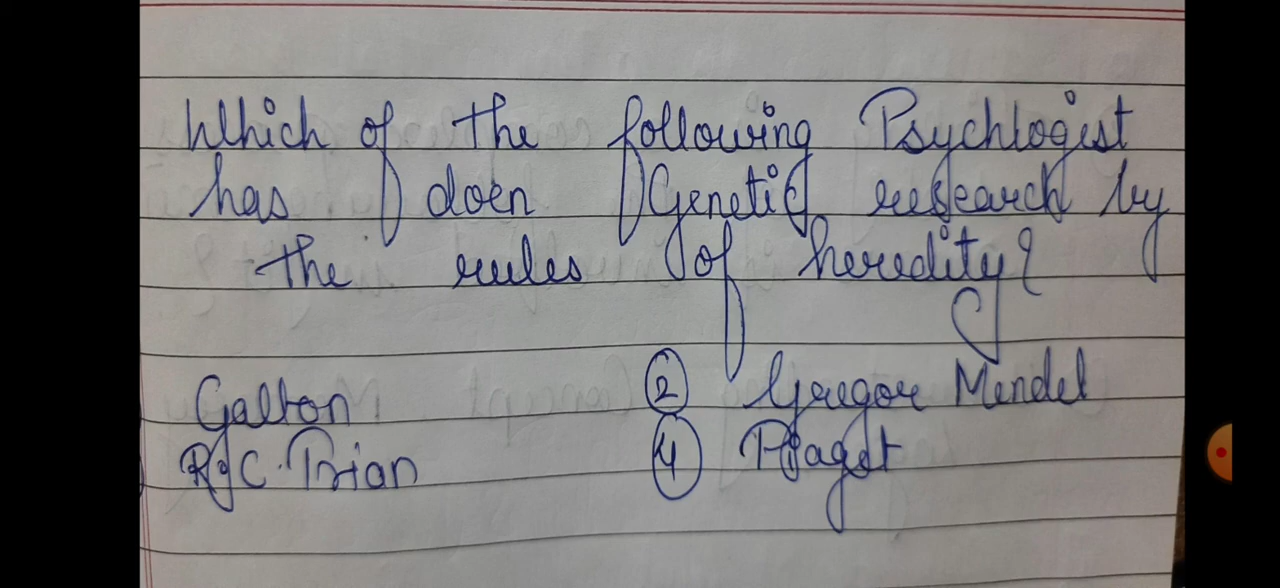 Which of the following Psychlogist
has doen Genetic research by
the rules of heredity?
Galton ② Gregor Mendel
R.C. Trian ④ Piaget